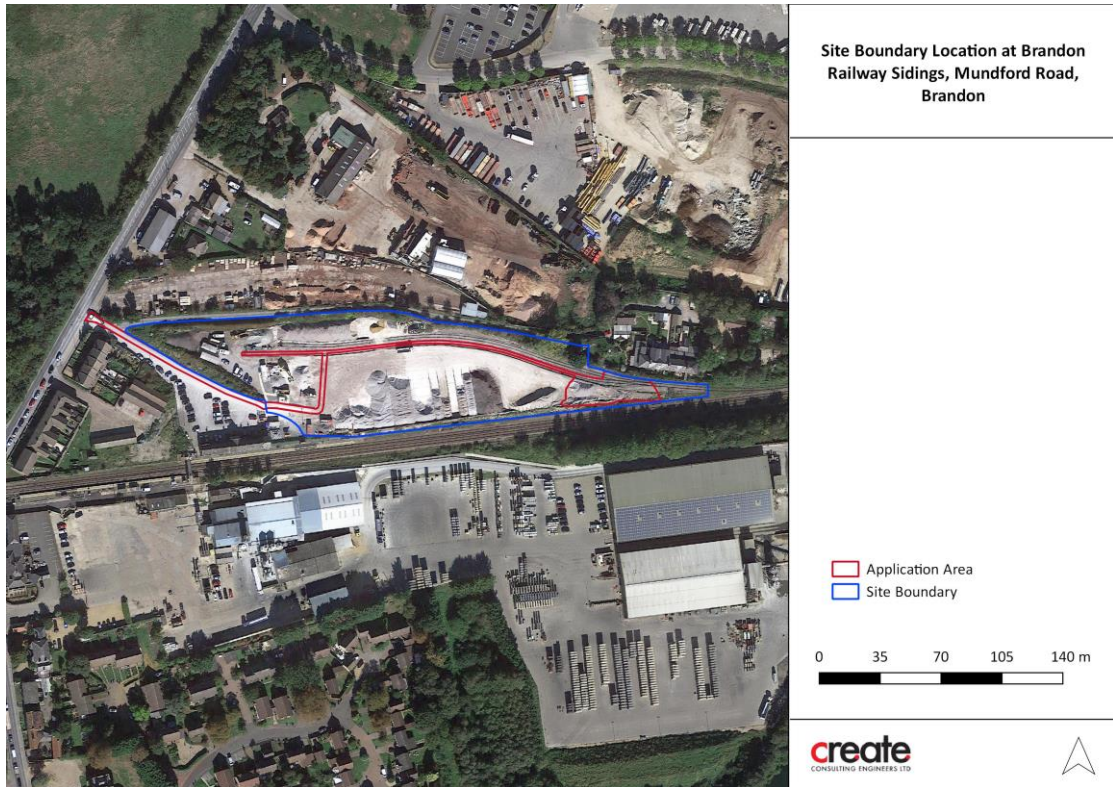 Site Boundary Location at Brandon
Railway Sidings, Mundford Road,
Brandon
Application Area
Site Boundary
0 35 70 105 140 m
create
CONSULTING ENGINEERS LTD